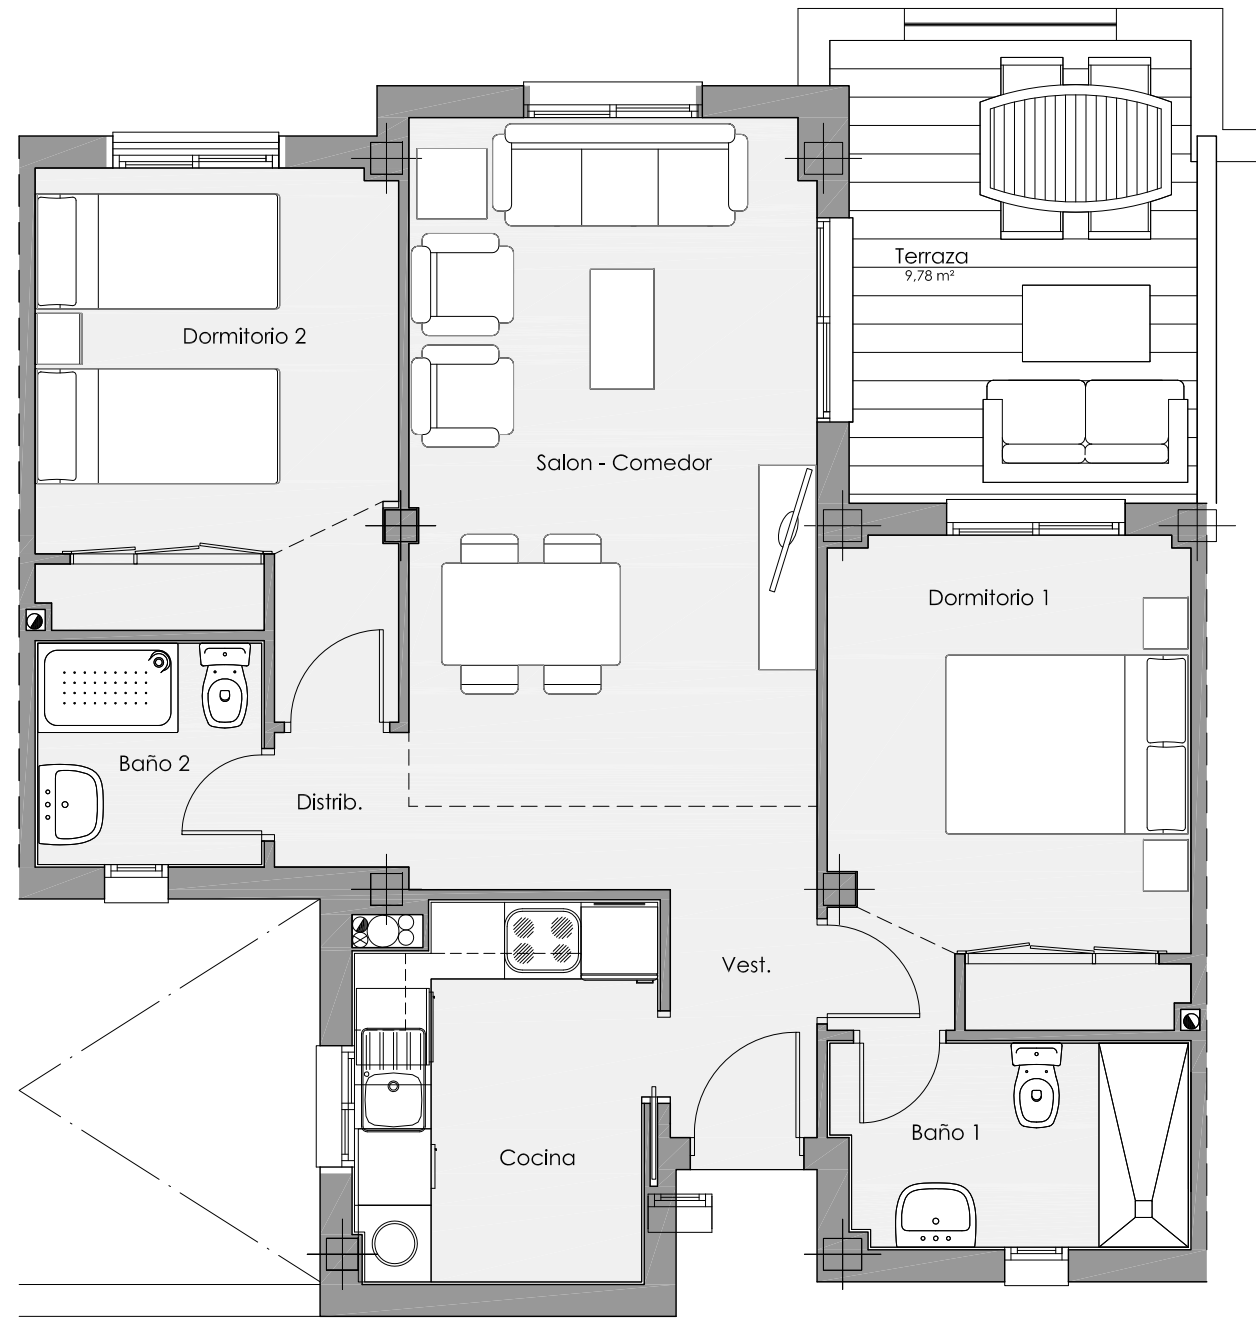 Terraza
9,78 m²
Dormitorio 2
Salon - Comedor
Dormitorio 1
Baño 2
Distrib.
Vest.
Baño 1
Cocina